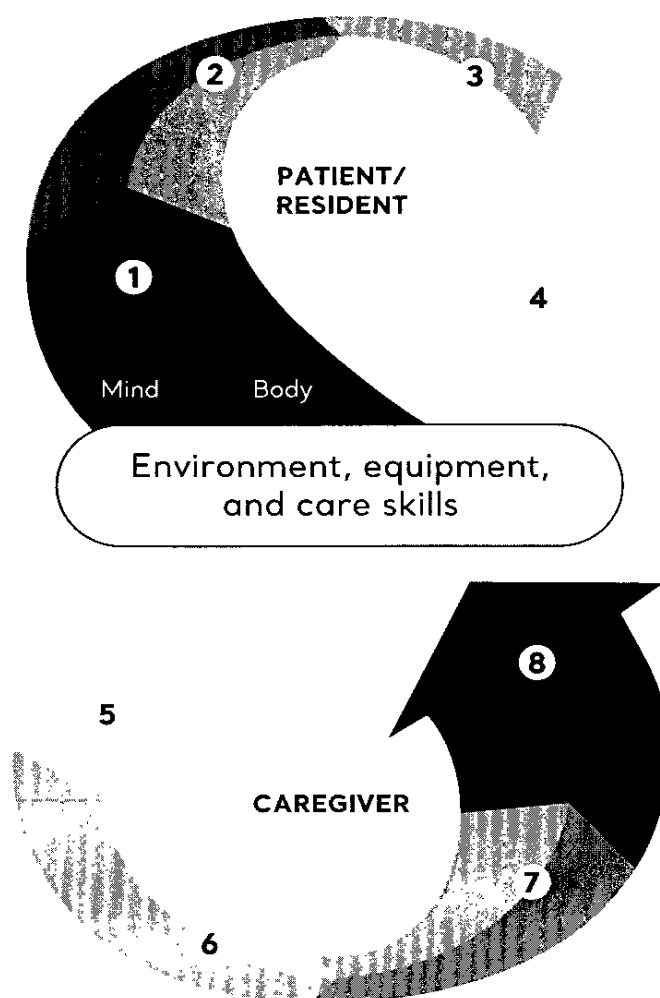 2
3
PATIENT/
RESIDENT
1
4
Mind Body
Environment, equipment,
and care skills
8
5
CAREGIVER
7
6